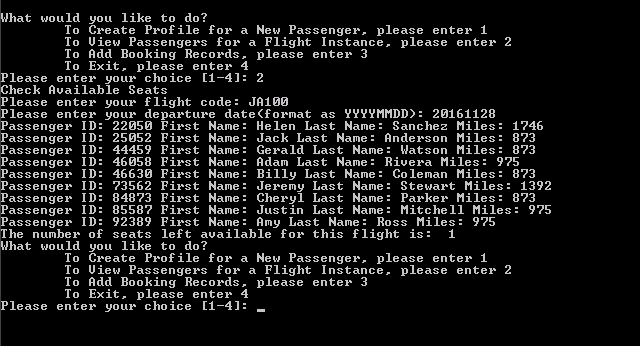 What would you like to do?
To Create Profile for a New Passenger, please enter 1
To View Passengers for a Flight Instance, please enter 2
To Add Booking Records, please enter 3
To Exit, please enter 4
Please enter your choice [1-4]: 2
Check Available Seats
Please enter your flight code: JA100
Please enter your departure date(format as YYYYMMDD): 20161128
Passenger ID: 22050 First Name: Helen Last Name: Sanchez Miles: 1746
Passenger ID: 25052 First Name: Jack Last Name: Anderson Miles: 873
Passenger ID: 44459 First Name: Gerald Last Name: Watson Miles: 873
Passenger ID: 46058 First Name: Adam Last Name: Rivera Miles: 975
Passenger ID: 46630 First Name: Billy Last Name: Coleman Miles: 873
Passenger ID: 73562 First Name: Jeremy Last Name: Stewart Miles: 1392
Passenger ID: 84873 First Name: Cheryl Last Name: Parker Miles: 873
Passenger ID: 85587 First Name: Justin Last Name: Mitchell Miles: 975
Passenger ID: 92389 First Name: Amy Last Name: Ross Miles: 975
The number of seats left available for this flight is:  1
What would you like to do?
To Create Profile for a New Passenger, please enter 1
To View Passengers for a Flight Instance, please enter 2
To Add Booking Records, please enter 3
To Exit, please enter 4
Please enter your choice [1-4]: _